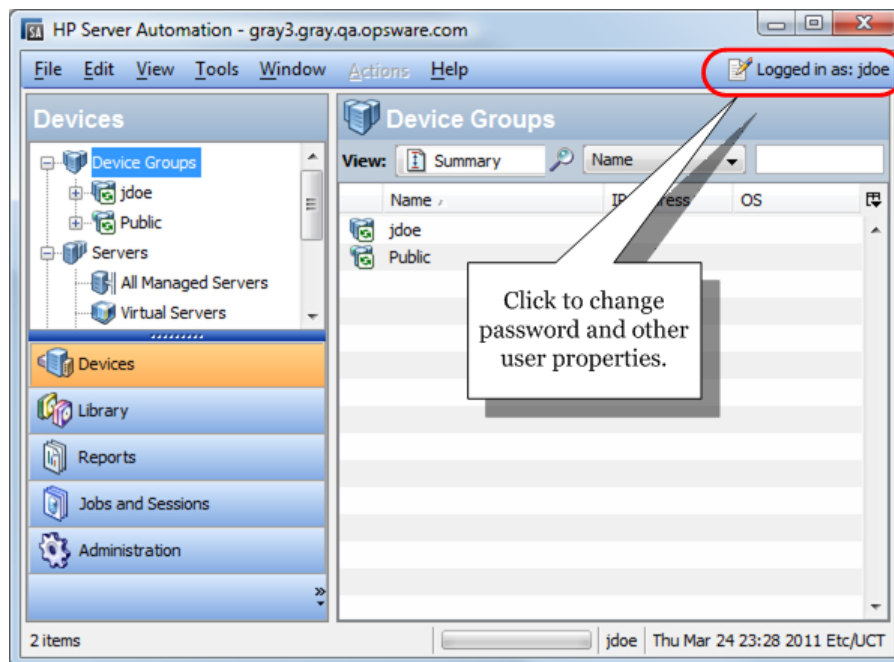 HP Server Automation - gray3.gray.qa.opsware.com
File Edit View Tools Window Actions Help
Logged in as: jdoe
Devices
Device Groups
jdoe
Public
Servers
All Managed Servers
Virtual Servers
Devices
Library
Reports
Jobs and Sessions
Administration
Device Groups
View: Summary Name
Name OS
jdoe
Public
Click to change
password and other
user properties.
2 items jdoe Thu Mar 24 23:28 2011 Etc/UCT